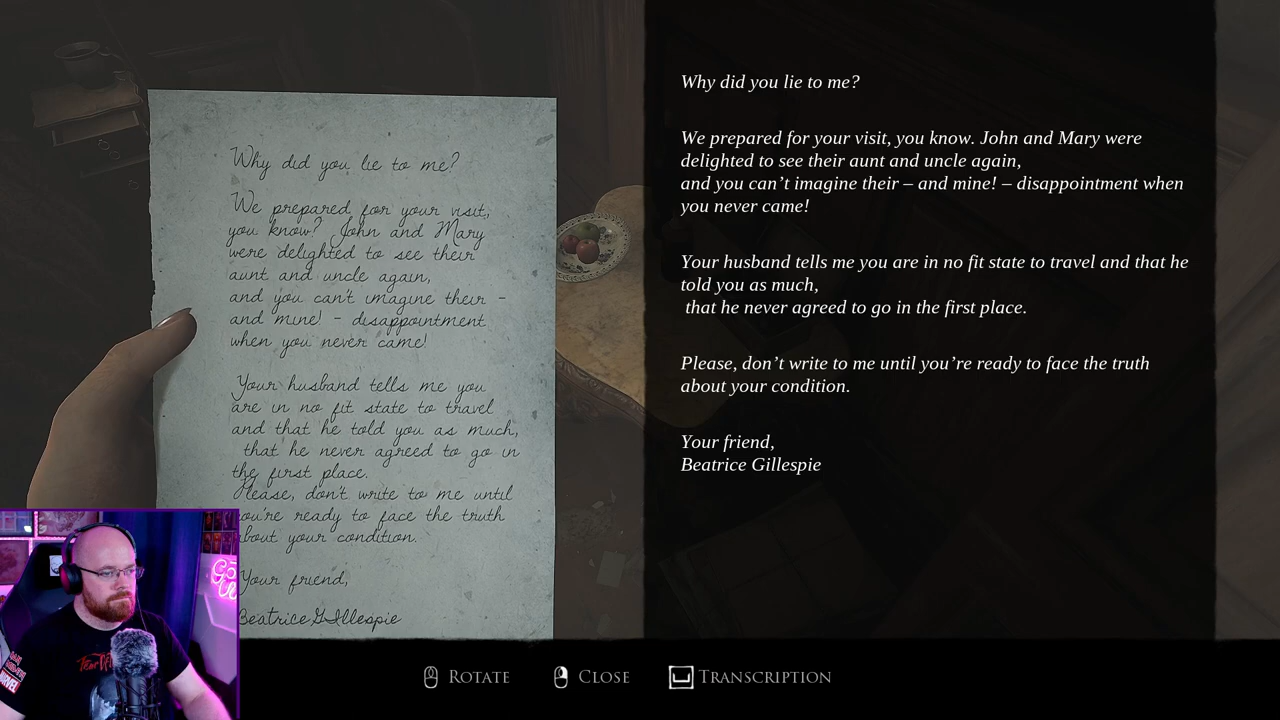 Why did you lie to me?
We prepared for your visit,
you know? John and Mary
were delighted to see their
aunt and uncle again,
and you can't imagine their -
and mine! - disappointment
when you never came!
Your husband tells me you
are in no fit state to travel
and that he told you as much,
that he never agreed to go in
the first place.
Please, don't write to me until
you're ready to face the truth
about your condition.
Your friend,
Beatrice Gillespie
Why did you lie to me?
We prepared for your visit, you know. John and Mary were
delighted to see their aunt and uncle again,
and you can’t imagine their – and mine! – disappointment when
you never came!
Your husband tells me you are in no fit state to travel and that he
told you as much,
that he never agreed to go in the first place.
Please, don’t write to me until you’re ready to face the truth
about your condition.
Your friend,
Beatrice Gillespie
MARVEL
ROTATE
CLOSE
TRANSCRIPTION